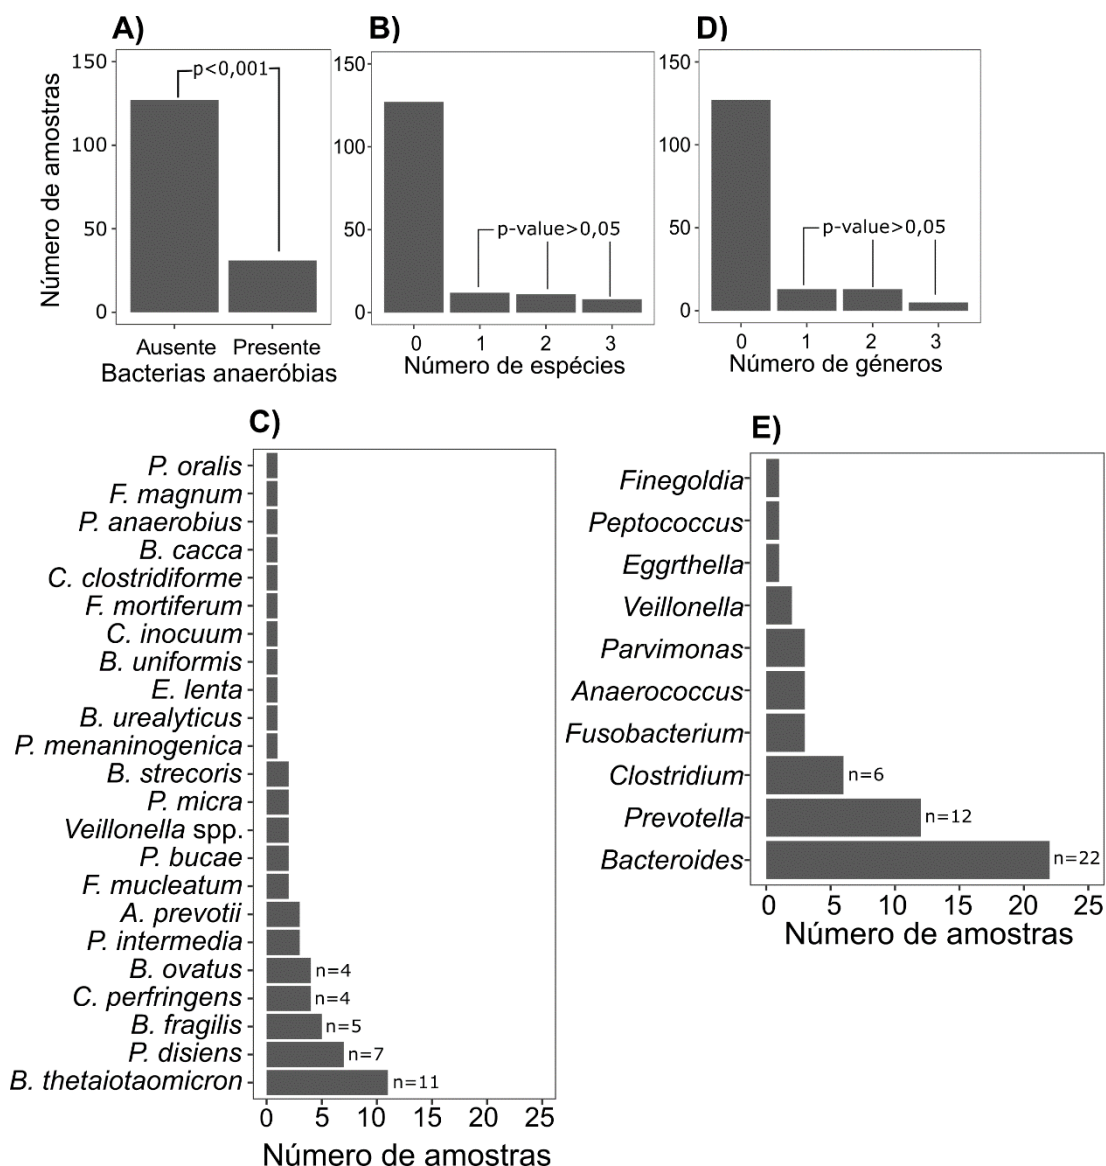 A)
Número de amostras
150
100
50
0
p<0,001
Ausente Presente
Bacterias anaeróbias
B)
150
100
50
0
p-value>0,05
0 1 2 3
Número de espécies
D)
150
100
50
0
p-value>0,05
0 1 2 3
Número de géneros
C)
P. oralis
F. magnum
P. anaerobius
B. cacca
C. clostridiforme
F. mortiferum
C. inocuum
B. uniformis
E. lenta
B. urealyticus
P. menaninogenica
B. strecoris
P. micra
Veillonella spp.
P. bucae
F. mucleatum
A. prevotii
P. intermedia
B. ovatus n=4
C. perfringens n=4
B. fragilis n=5
P. disiens n=7
B. thetaiotaomicron n=11
0 5 10 15 20 25
Número de amostras
E)
Finegoldia
Peptococcus
Eggrthella
Veillonella
Parvimonas
Anaerococcus
Fusobacterium
Clostridium n=6
Prevotella n=12
Bacteroides n=22
0 5 10 15 20 25
Número de amostras